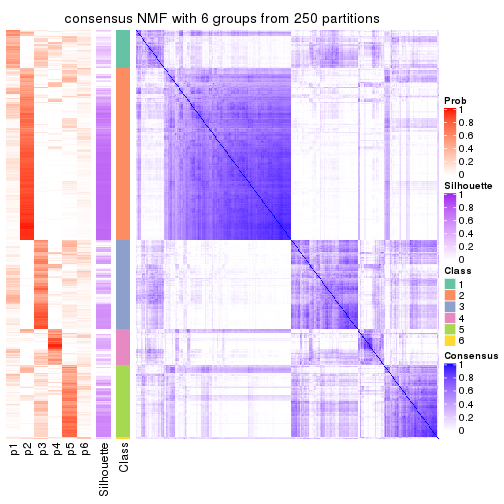 consensus NMF with 6 groups from 250 partitions
Prob
1
0.8
0.6
0.4
0.2
0
Silhouette
1
0.8
0.6
0.4
0.2
0
Class
1
2
3
4
5
6
Consensus
1
0.8
0.6
0.4
0.2
0
p1
p2
p3
p4
p5
p6
Silhouette
Class